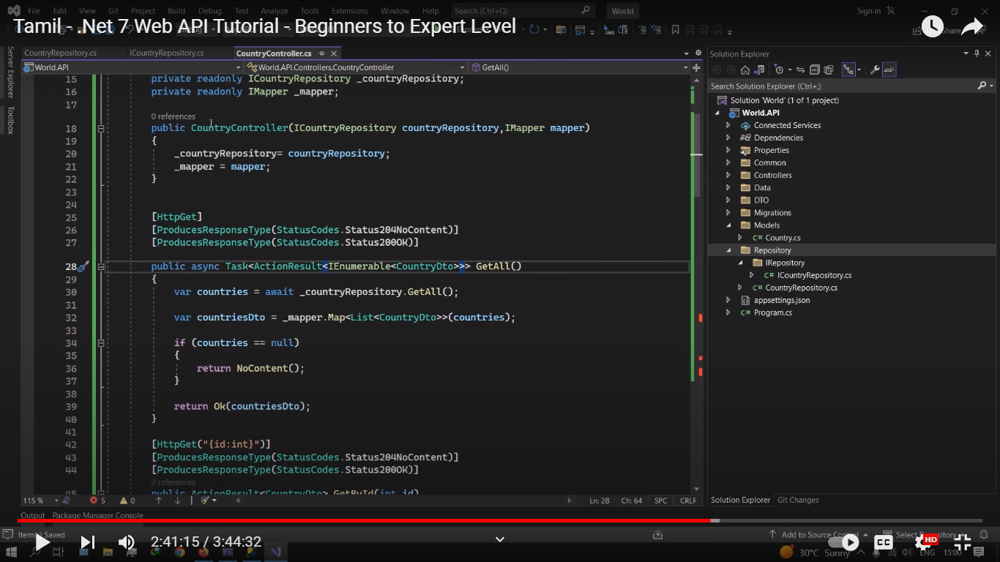 File Edit View Git Project Build Debug Test Analyze Tools Extensions Window Help Search (Ctrl+Q) World Sign in
Tamil - .Net 7 Web API Tutorial - Beginners to Expert Level
CountryRepository.cs ICountryRepository.cs CountryController.cs
World.API World.API.Controllers.CountryController GetAll()
Server Explorer
Toolbox
15 private readonly ICountryRepository _countryRepository;
16 private readonly IMapper _mapper;
17
0 references
18 public CountryController(ICountryRepository countryRepository,IMapper mapper)
19 {
20 _countryRepository= countryRepository;
21 _mapper = mapper;
22 }
23
24
25 [HttpGet]
26 [ProducesResponseType(StatusCodes.Status204NoContent)]
27 [ProducesResponseType(StatusCodes.Status200OK)]
28 public async Task<ActionResult<IEnumerable<CountryDto>>> GetAll()
29 {
30 var countries = await _countryRepository.GetAll();
31
32 var countriesDto = _mapper.Map<List<CountryDto>>(countries);
33
34 if (countries == null)
35 {
36 return NoContent();
37 }
38
39 return Ok(countriesDto);
40 }
41
42 [HttpGet("{id:int}")]
43 [ProducesResponseType(StatusCodes.Status204NoContent)]
44 [ProducesResponseType(StatusCodes.Status200OK)]
0 references
45 public ActionResult<CountryDto> GetById(int id)
115 % 5 0 Ln: 28 Ch: 64 SPC CRLF
Output Package Manager Console
Solution Explorer
Search Solution Explorer (Ctrl+;)
Solution 'World' (1 of 1 project)
World.API
Connected Services
Dependencies
Properties
Common
Controllers
Data
DTO
Migrations
Models
C# Country.cs
Repository
IRepository
C# ICountryRepository.cs
C# CountryRepository.cs
appsettings.json
C# Program.cs
Solution Explorer Git Changes
Item(s) Saved Add to Source Control Select Repository
2:41:15 / 3:44:32
CC HD
30°C Sunny ENG 15:00